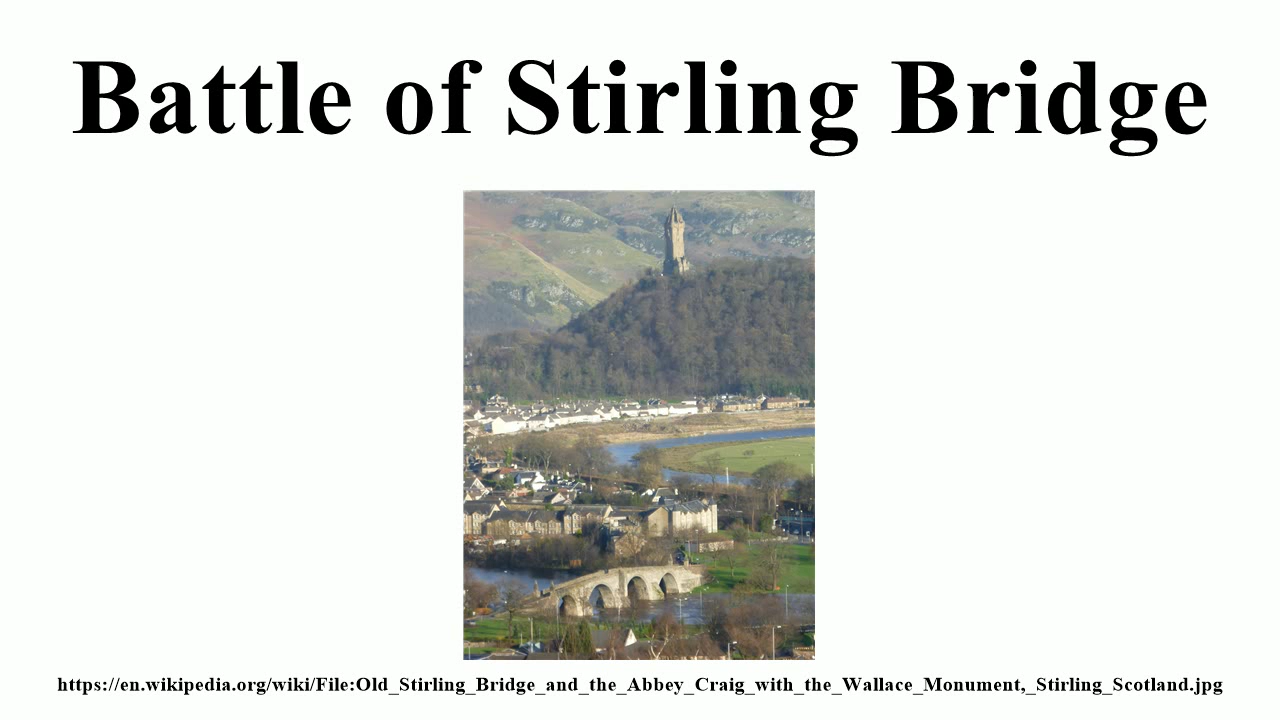 Battle of Stirling Bridge
https://en.wikipedia.org/wiki/File:Old_Stirling_Bridge_and_the_Abbey_Craig_with_the_Wallace_Monument,_Stirling_Scotland.jpg